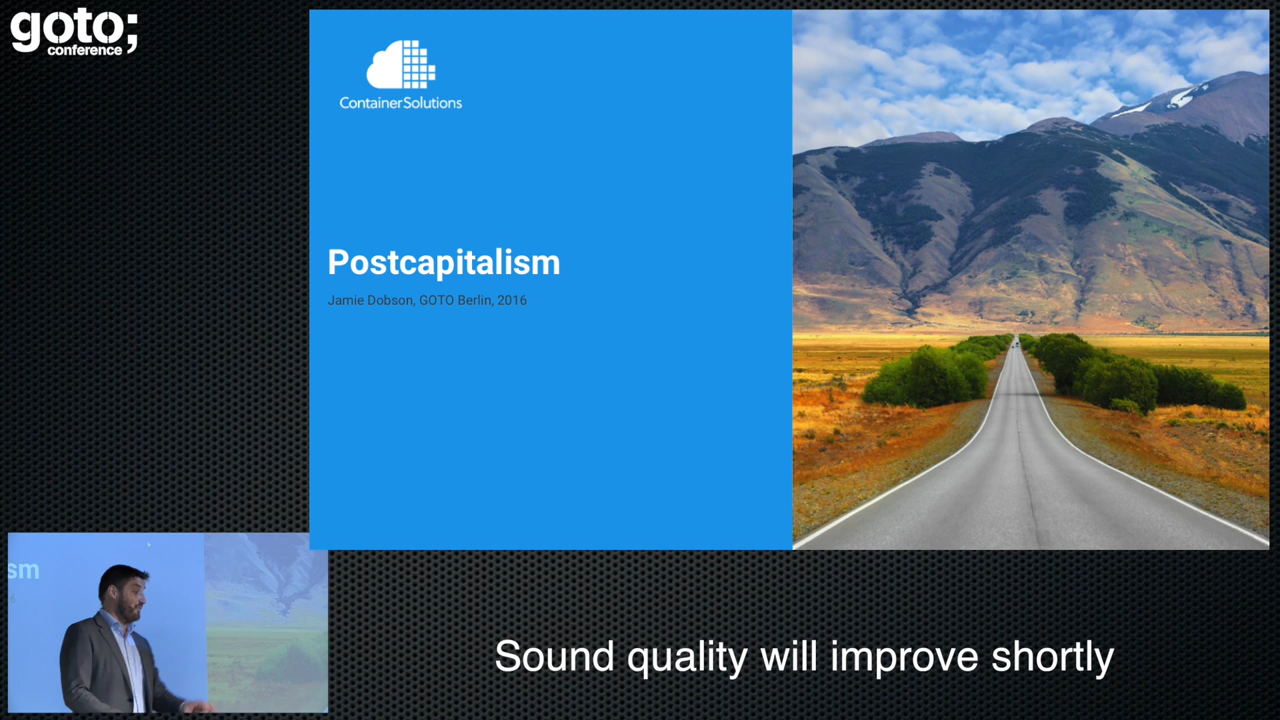 goto;
conference
ContainerSolutions
Postcapitalism
Jamie Dobson, GOTO Berlin, 2016
sm
Sound quality will improve shortly